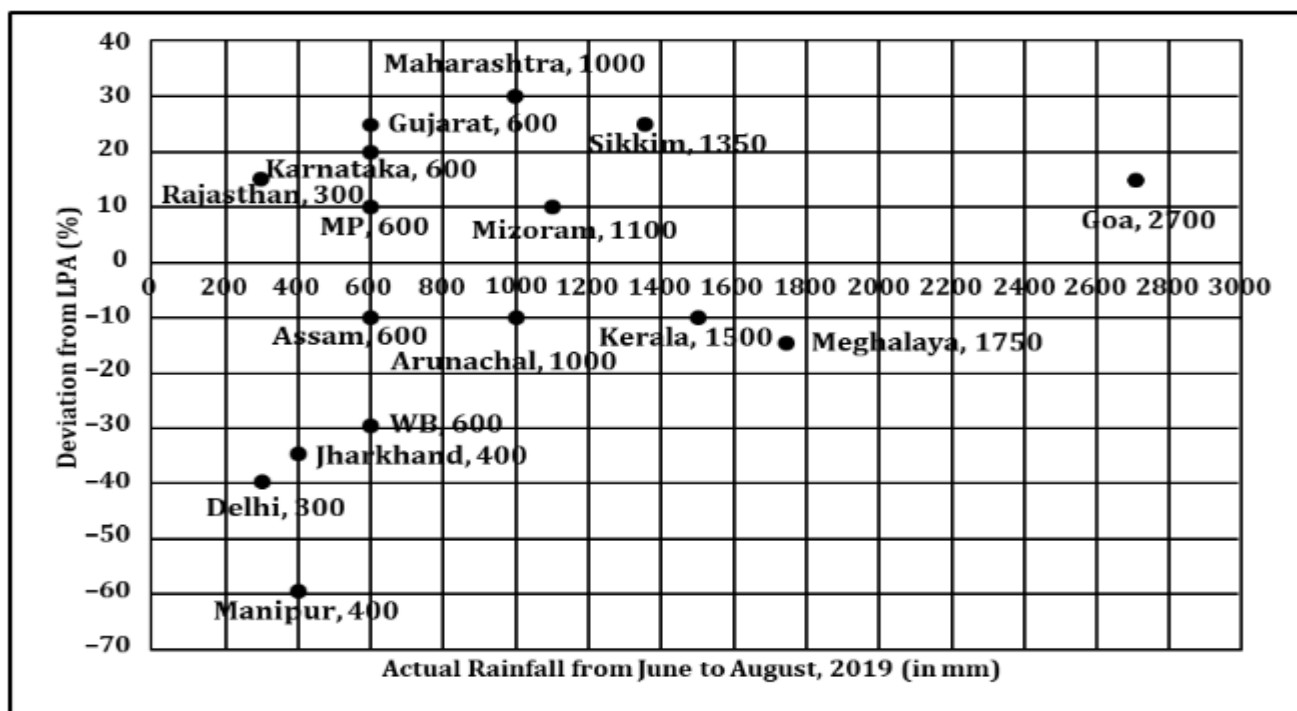 40
Maharashtra, 1000
30
Gujarat, 600
Sikkim, 1350
20
Karnataka, 600
Rajasthan, 300
10
MP, 600
Mizoram, 1100
Goa, 2700
0
0 200 400 600 800 1000 1200 1400 1600 1800 2000 2200 2400 2600 2800 3000
−10
Assam, 600
Kerala, 1500
Meghalaya, 1750
Arunachal, 1000
−20
−30
WB, 600
Jharkhand, 400
−40
Delhi, 300
−50
−60
Manipur, 400
−70
Deviation from LPA (%)
Actual Rainfall from June to August, 2019 (in mm)